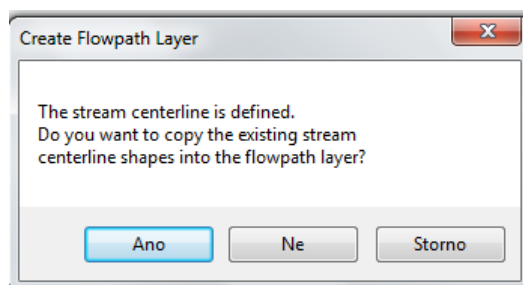 Create Flowpath Layer
The stream centerline is defined.
Do you want to copy the existing stream
centerline shapes into the flowpath layer?
Ano Ne Storno